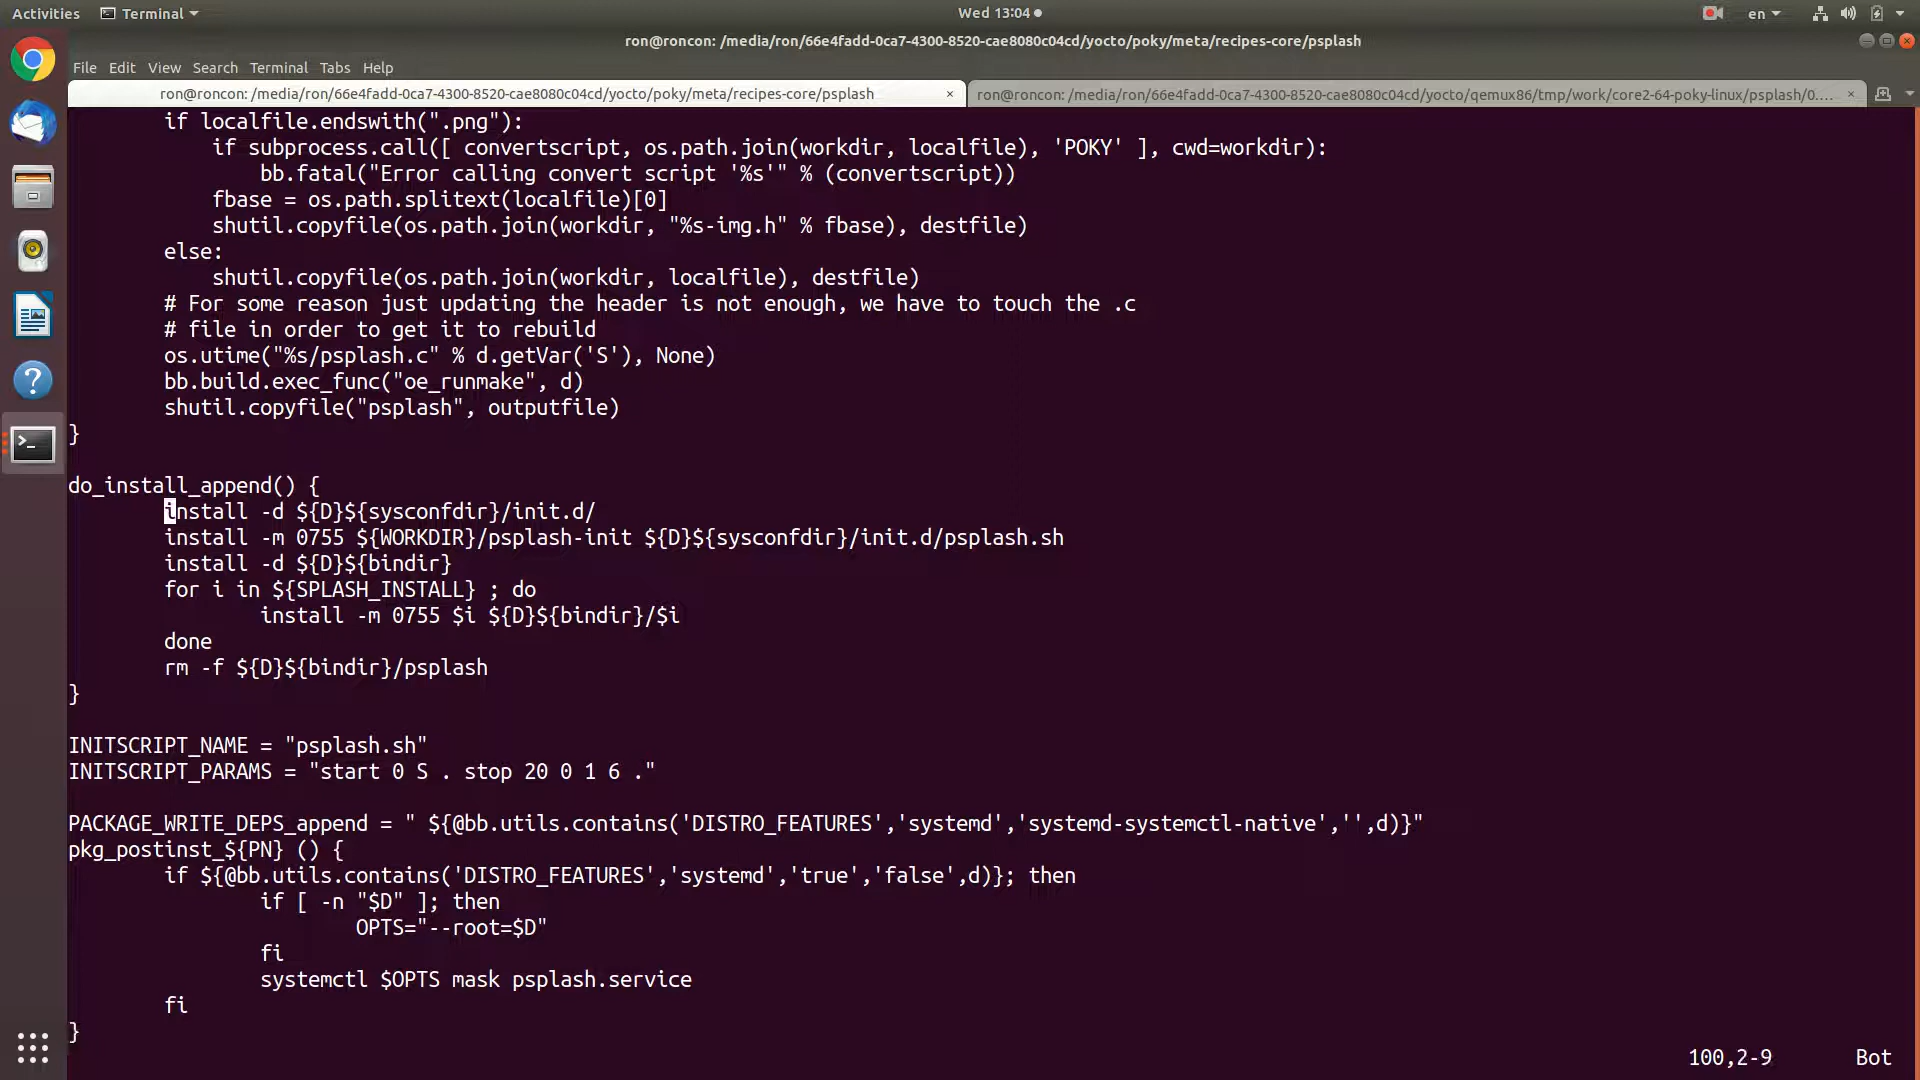 Activities Terminal Wed 13:04 en
ron@roncon: /media/ron/66e4fadd-0ca7-4300-8520-cae8080c04cd/yocto/poky/meta/recipes-core/psplash
File Edit View Search Terminal Tabs Help
ron@roncon: /media/ron/66e4fadd-0ca7-4300-8520-cae8080c04cd/yocto/poky/meta/recipes-core/psplash × ron@roncon: /media/ron/66e4fadd-0ca7-4300-8520-cae8080c04cd/yocto/qemux86/tmp/work/core2-64-poky-linux/psplash/0.... ×
        if localfile.endswith(".png"):
            if subprocess.call([ convertscript, os.path.join(workdir, localfile), 'POKY' ], cwd=workdir):
                bb.fatal("Error calling convert script '%s'" % (convertscript))
            fbase = os.path.splitext(localfile)[0]
            shutil.copyfile(os.path.join(workdir, "%s-img.h" % fbase), destfile)
        else:
            shutil.copyfile(os.path.join(workdir, localfile), destfile)
        # For some reason just updating the header is not enough, we have to touch the .c
        # file in order to get it to rebuild
        os.utime("%s/psplash.c" % d.getVar('S'), None)
        bb.build.exec_func("oe_runmake", d)
        shutil.copyfile("psplash", outputfile)
}
do_install_append() {
        install -d ${D}${sysconfdir}/init.d/
        install -m 0755 ${WORKDIR}/psplash-init ${D}${sysconfdir}/init.d/psplash.sh
        install -d ${D}${bindir}
        for i in ${SPLASH_INSTALL} ; do
                install -m 0755 $i ${D}${bindir}/$i
        done
        rm -f ${D}${bindir}/psplash
}
INITSCRIPT_NAME = "psplash.sh"
INITSCRIPT_PARAMS = "start 0 S . stop 20 0 1 6 ."
PACKAGE_WRITE_DEPS_append = " ${@bb.utils.contains('DISTRO_FEATURES','systemd','systemd-systemctl-native','',d)}"
pkg_postinst_${PN} () {
        if ${@bb.utils.contains('DISTRO_FEATURES','systemd','true','false',d)}; then
                if [ -n "$D" ]; then
                        OPTS="--root=$D"
                fi
                systemctl $OPTS mask psplash.service
        fi
}
100,2-9 Bot